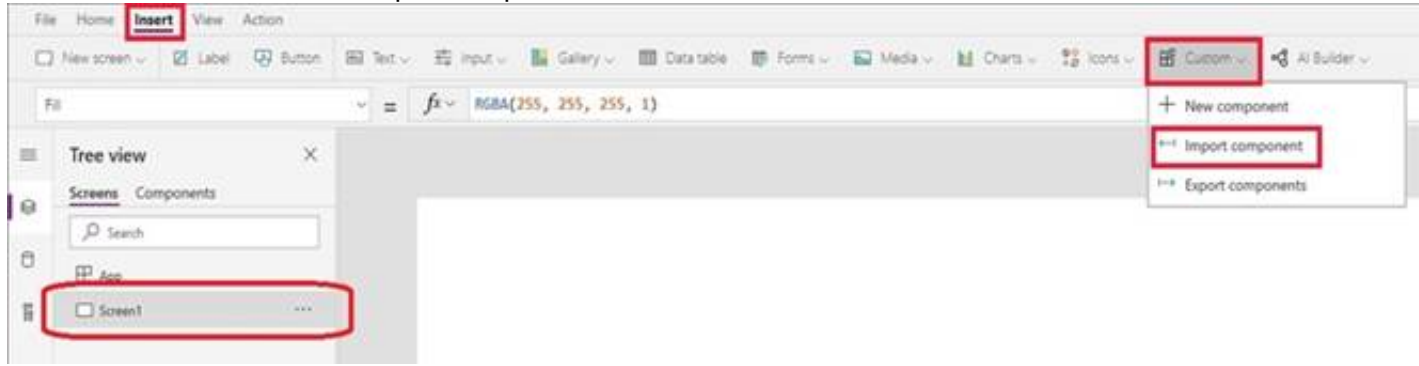 File Home Insert View Action
New screen Label Button Text Input Gallery Data table Forms Media Charts Icons Custom AI Builder
Fill = fx RGBA(255, 255, 255, 1)
+ New component
Import component
Export components
Tree view
Screens Components
Search
App
Screen1 ...